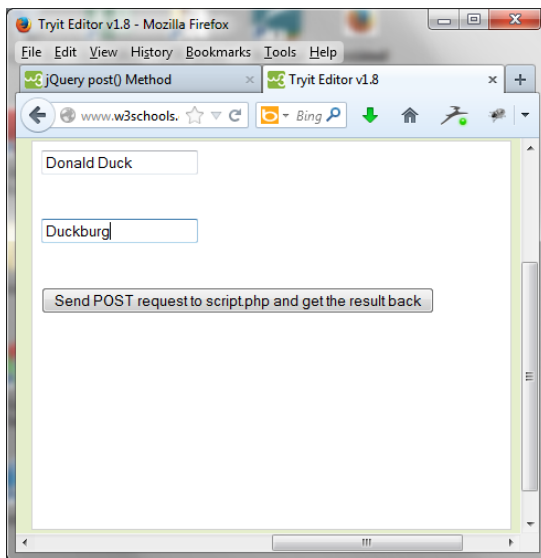 Tryit Editor v1.8 - Mozilla Firefox
File Edit View History Bookmarks Tools Help
jQuery post() Method
Tryit Editor v1.8
www.w3schools.
Bing
Donald Duck
Duckburg
Send POST request to script.php and get the result back